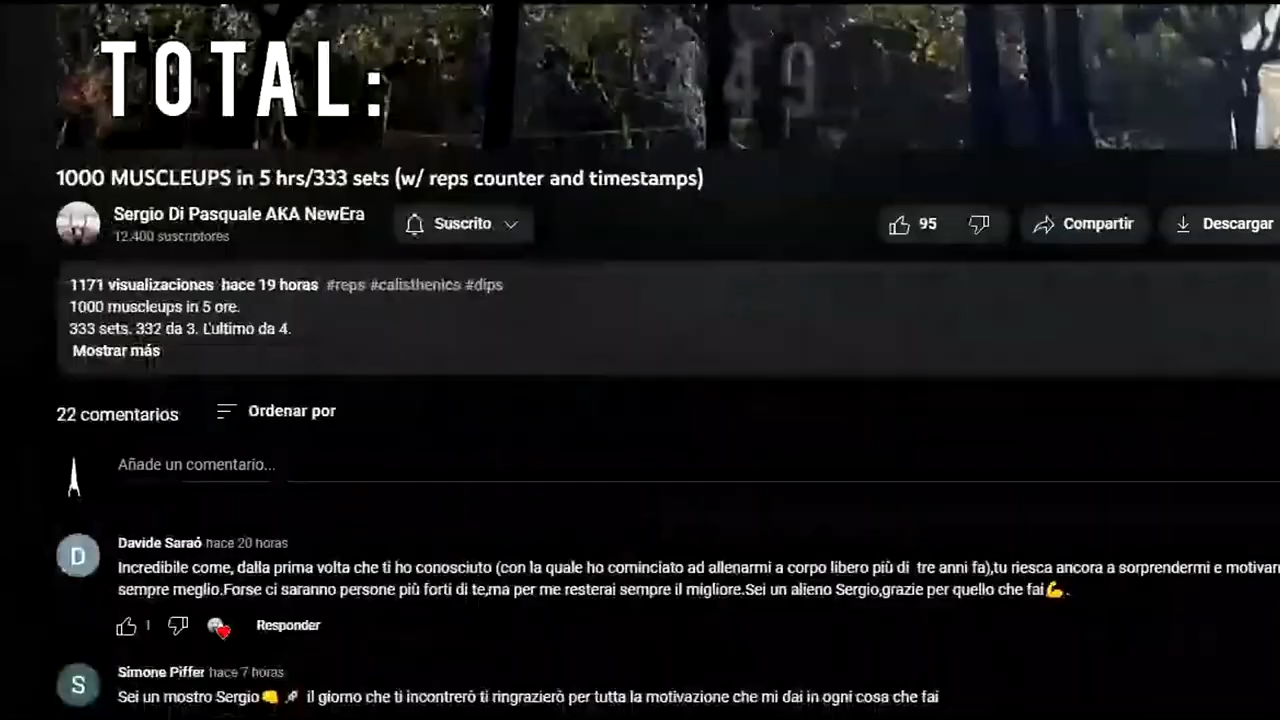 TOTAL: 49
1000 MUSCLEUPS in 5 hrs/333 sets (w/ reps counter and timestamps)
Sergio Di Pasquale AKA NewEra
12.400 suscriptores
Suscrito
95
Compartir
Descargar
1171 visualizaciones hace 19 horas #reps #calisthenics #dips
1000 muscleups in 5 ore.
333 sets. 332 da 3. L'ultimo da 4.
Mostrar más
22 comentarios
Ordenar por
Añade un comentario...
D
Davide Saraó hace 20 horas
Incredibile come, dalla prima volta che ti ho conosciuto (con la quale ho cominciato ad allenarmi a corpo libero più di tre anni fa),tu riesca ancora a sorprendermi e motivar
sempre meglio.Forse ci saranno persone più forti di te,ma per me resterai sempre il migliore.Sei un alieno Sergio,grazie per quello che fai💪.
1
Responder
S
Simone Piffer hace 7 horas
Sei un mostro Sergio👊🚀 il giorno che ti incontrerò ti ringrazierò per tutta la motivazione che mi dai in ogni cosa che fai